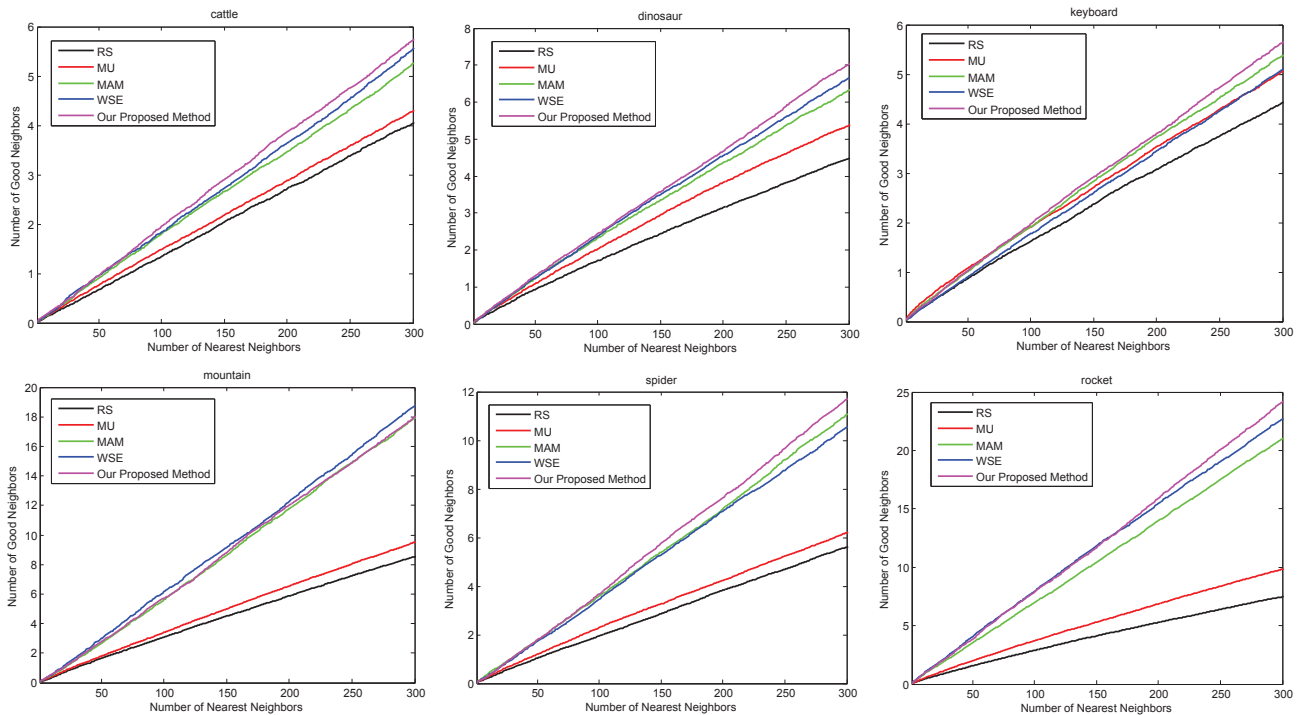 cattle
6
5
4
3
2
1
0
Number of Good Neighbors
RS
MU
MAM
WSE
Our Proposed Method
50 100 150 200 250 300
Number of Nearest Neighbors
dinosaur
8
7
6
5
4
3
2
1
0
Number of Good Neighbors
RS
MU
MAM
WSE
Our Proposed Method
50 100 150 200 250 300
Number of Nearest Neighbors
keyboard
6
5
4
3
2
1
0
Number of Good Neighbors
RS
MU
MAM
WSE
Our Proposed Method
50 100 150 200 250 300
Number of Nearest Neighbors
mountain
20
18
16
14
12
10
8
6
4
2
0
Number of Good Neighbors
RS
MU
MAM
WSE
Our Proposed Method
50 100 150 200 250 300
Number of Nearest Neighbors
spider
12
10
8
6
4
2
0
Number of Good Neighbors
RS
MU
MAM
WSE
Our Proposed Method
50 100 150 200 250 300
Number of Nearest Neighbors
rocket
25
20
15
10
5
0
Number of Good Neighbors
RS
MU
MAM
WSE
Our Proposed Method
50 100 150 200 250 300
Number of Nearest Neighbors